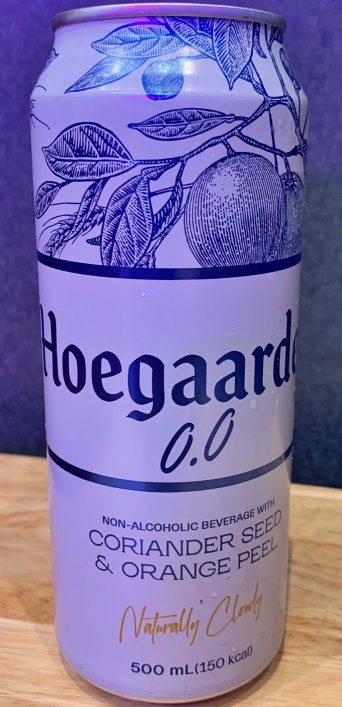 Hoegaarde
0.0
NON-ALCOHOLIC BEVERAGE WITH
CORIANDER SEED
& ORANGE PEEL
Naturally Cloudy
500 mL(150 kcal)